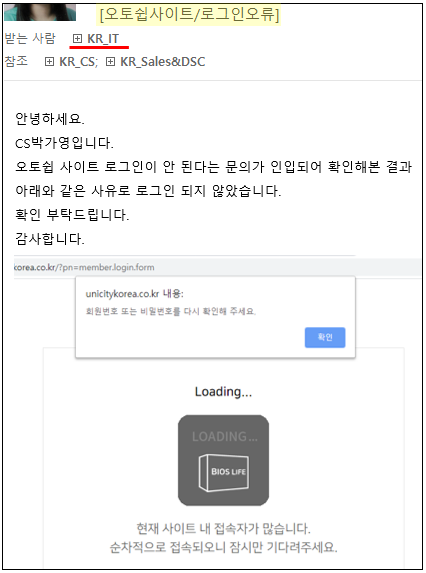 [오토쉽사이트/로그인오류]
받는 사람 KR_IT
참조 KR_CS; KR_Sales&DSC
안녕하세요.
CS박가영입니다.
오토쉽 사이트 로그인이 안 된다는 문의가 인입되어 확인해본 결과
아래와 같은 사유로 로그인 되지 않았습니다.
확인 부탁드립니다.
감사합니다.
korea.co.kr/?pn=member.login.form
unicitykorea.co.kr 내용:
회원번호 또는 비밀번호를 다시 확인해 주세요.
확인
Loading...
LOADING...
BIOS LIFE
현재 사이트 내 접속자가 많습니다.
순차적으로 접속되오니 잠시만 기다려주세요.